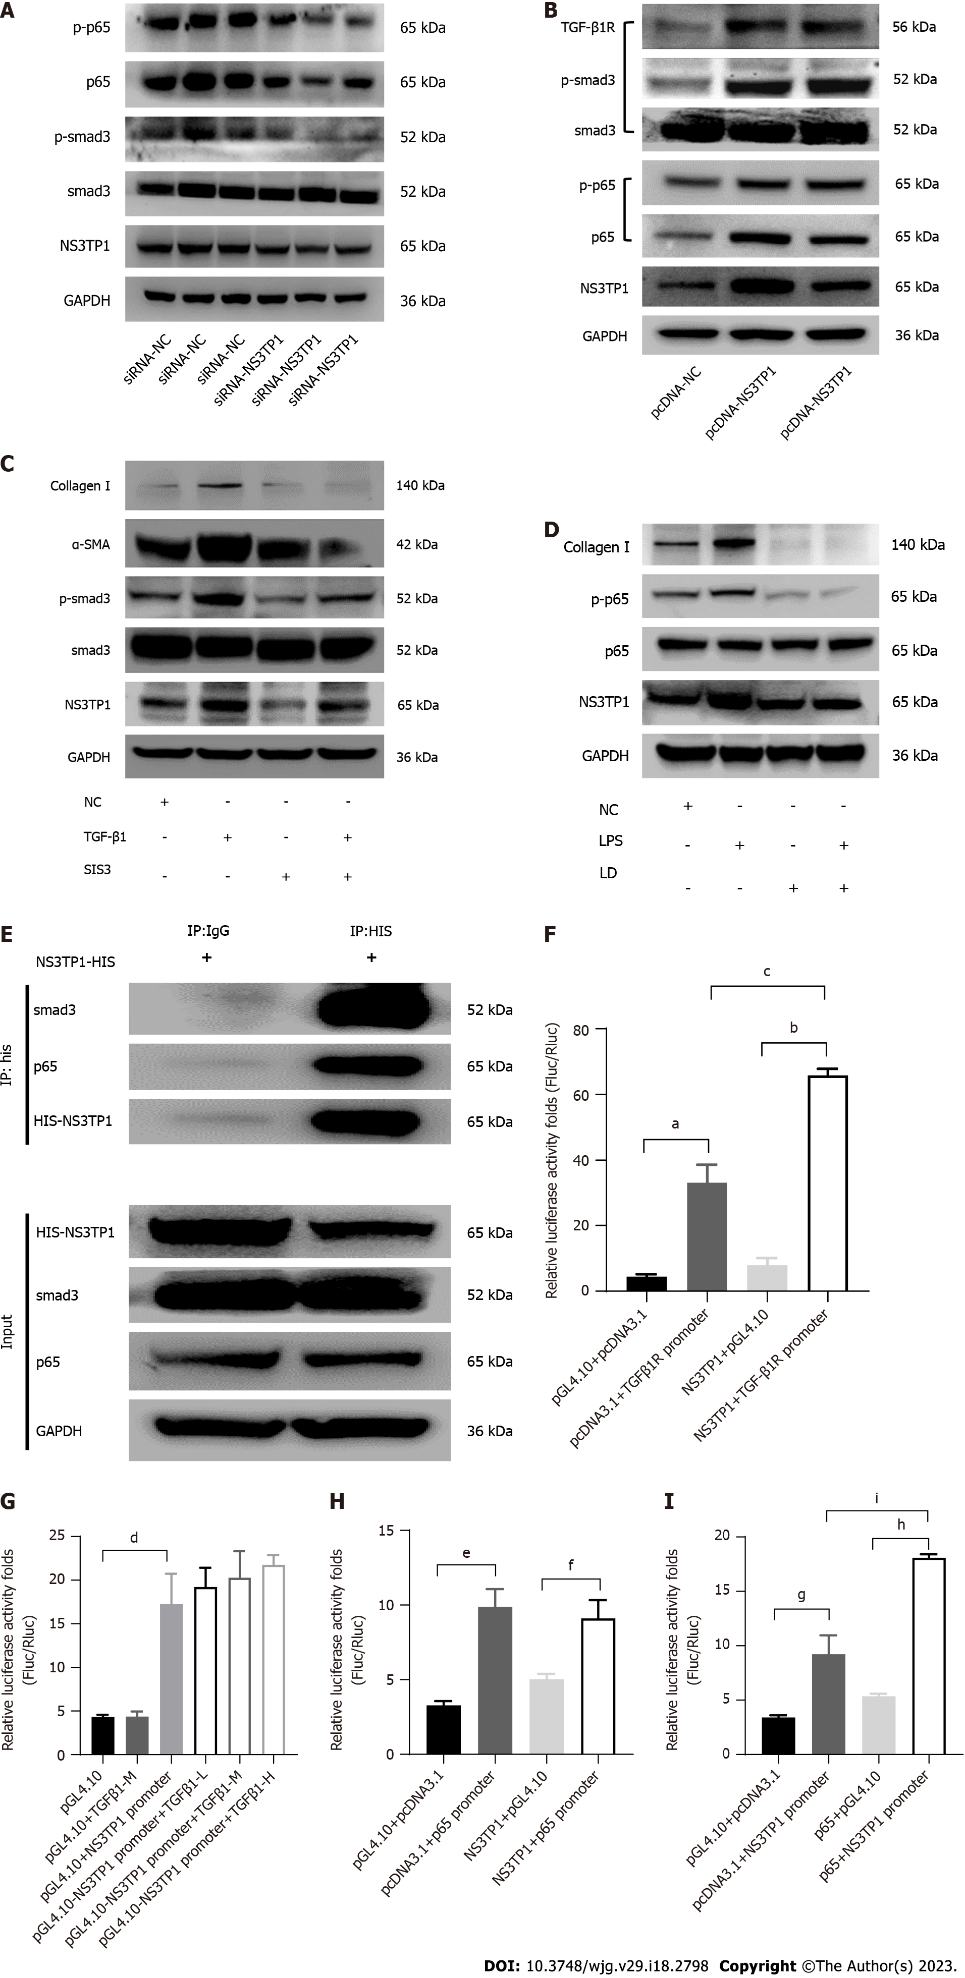 A
p-p65 65 kDa
p65 65 kDa
p-smad3 52 kDa
smad3 52 kDa
NS3TP1 65 kDa
GAPDH 36 kDa
siRNA-NC
siRNA-NC
siRNA-NC
siRNA-NS3TP1
siRNA-NS3TP1
siRNA-NS3TP1
B
TGF-β1R 56 kDa
p-smad3 52 kDa
smad3 52 kDa
p-p65 65 kDa
p65 65 kDa
NS3TP1 65 kDa
GAPDH 36 kDa
pcDNA-NC
pcDNA-NS3TP1
pcDNA-NS3TP1
C
Collagen I 140 kDa
α-SMA 42 kDa
p-smad3 52 kDa
smad3 52 kDa
NS3TP1 65 kDa
GAPDH 36 kDa
NC + - - -
TGF-β1 - + - +
SIS3 - - + +
D
Collagen I 140 kDa
p-p65 65 kDa
p65 65 kDa
NS3TP1 65 kDa
GAPDH 36 kDa
NC + - - -
LPS - + - +
LD - - + +
E
IP:IgG IP:HIS
NS3TP1-HIS + +
IP: his
smad3 52 kDa
p65 65 kDa
HIS-NS3TP1 65 kDa
Input
HIS-NS3TP1 65 kDa
smad3 52 kDa
p65 65 kDa
GAPDH 36 kDa
F
Relative luciferase activity folds (Fluc/Rluc)
80
60
40
20
0
a
b
c
pGL4.10+pcDNA3.1
pcDNA3.1+TGFβ1R promoter
NS3TP1+pGL4.10
NS3TP1+TGF-β1R promoter
G
Relative luciferase activity folds
(Fluc/Rluc)
25
20
15
10
5
0
d
pGL4.10
pGL4.10+TGFβ1-M
pGL4.10+NS3TP1 promoter
pGL4.10-NS3TP1 promoter+TGFβ1-L
pGL4.10-NS3TP1 promoter+TGFβ1-M
pGL4.10-NS3TP1 promoter+TGFβ1-H
H
Relative luciferase activity folds
(Fluc/Rluc)
15
10
5
0
e
f
pGL4.10+pcDNA3.1
pcDNA3.1+p65 promoter
NS3TP1+pGL4.10
NS3TP1+p65 promoter
I
Relative luciferase activity folds
(Fluc/Rluc)
20
15
10
5
0
g
h
i
pGL4.10+pcDNA3.1
pcDNA3.1+NS3TP1 promoter
p65+pGL4.10
p65+NS3TP1 promoter
DOI: 10.3748/wjg.v29.i18.2798 Copyright ©The Author(s) 2023.